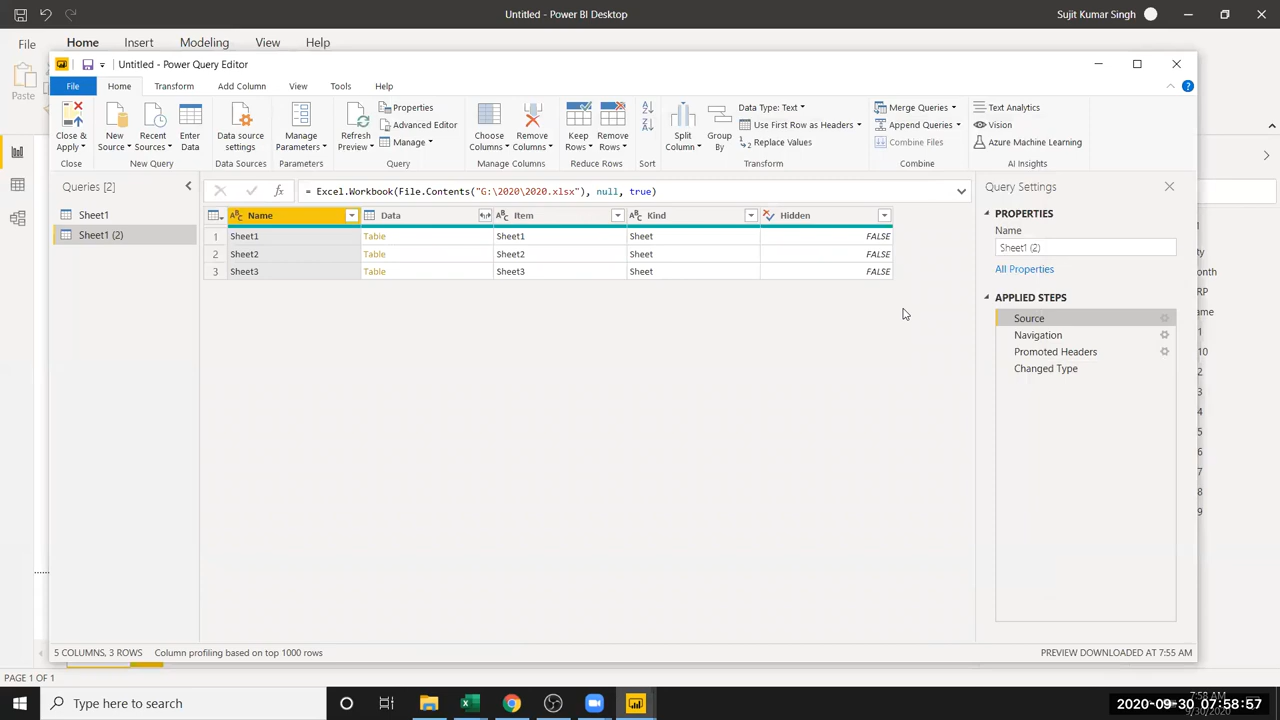 Untitled - Power BI Desktop
Sujit Kumar Singh
File
Home
Insert
Modeling
View
Help
Paste
Untitled - Power Query Editor
File
Home
Transform
Add Column
View
Tools
Help
Close & Apply
New Source
Recent Sources
Enter Data
Data source settings
Manage Parameters
Refresh Preview
Properties
Advanced Editor
Manage
Choose Columns
Remove Columns
Keep Rows
Remove Rows
Split Column
Group By
Data Type: Text
Use First Row as Headers
Replace Values
Merge Queries
Append Queries
Combine Files
Text Analytics
Vision
Azure Machine Learning
Close
New Query
Data Sources
Parameters
Query
Manage Columns
Reduce Rows
Sort
Transform
Combine
AI Insights
Queries [2]
Sheet1
Sheet1 (2)
= Excel.Workbook(File.Contents("G:\2020\2020.xlsx"), null, true)
Name Data Item Kind Hidden
1 Sheet1 Table Sheet1 Sheet FALSE
2 Sheet2 Table Sheet2 Sheet FALSE
3 Sheet3 Table Sheet3 Sheet FALSE
Query Settings
PROPERTIES
Name
Sheet1 (2)
All Properties
APPLIED STEPS
Source
Navigation
Promoted Headers
Changed Type
5 COLUMNS, 3 ROWS
Column profiling based on top 1000 rows
PREVIEW DOWNLOADED AT 7:55 AM
PAGE 1 OF 1
Type here to search
2020-09-30 07:58:57